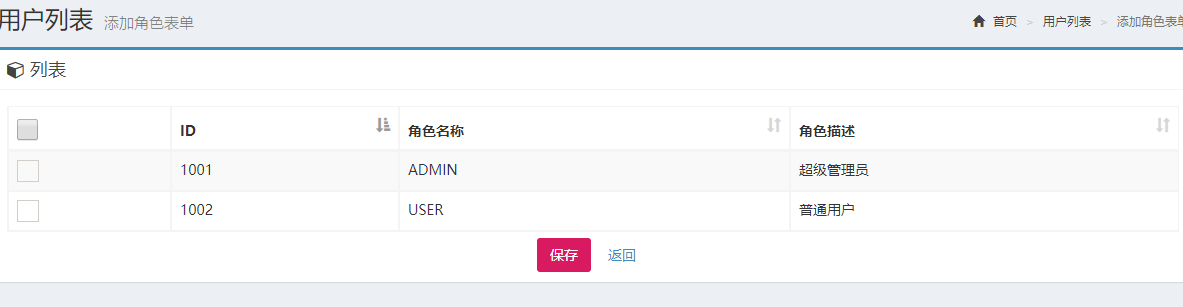 用户列表 添加角色表单
首页 > 用户列表 > 添加角色表单
列表
ID 角色名称 角色描述
1001 ADMIN 超级管理员
1002 USER 普通用户
保存 返回